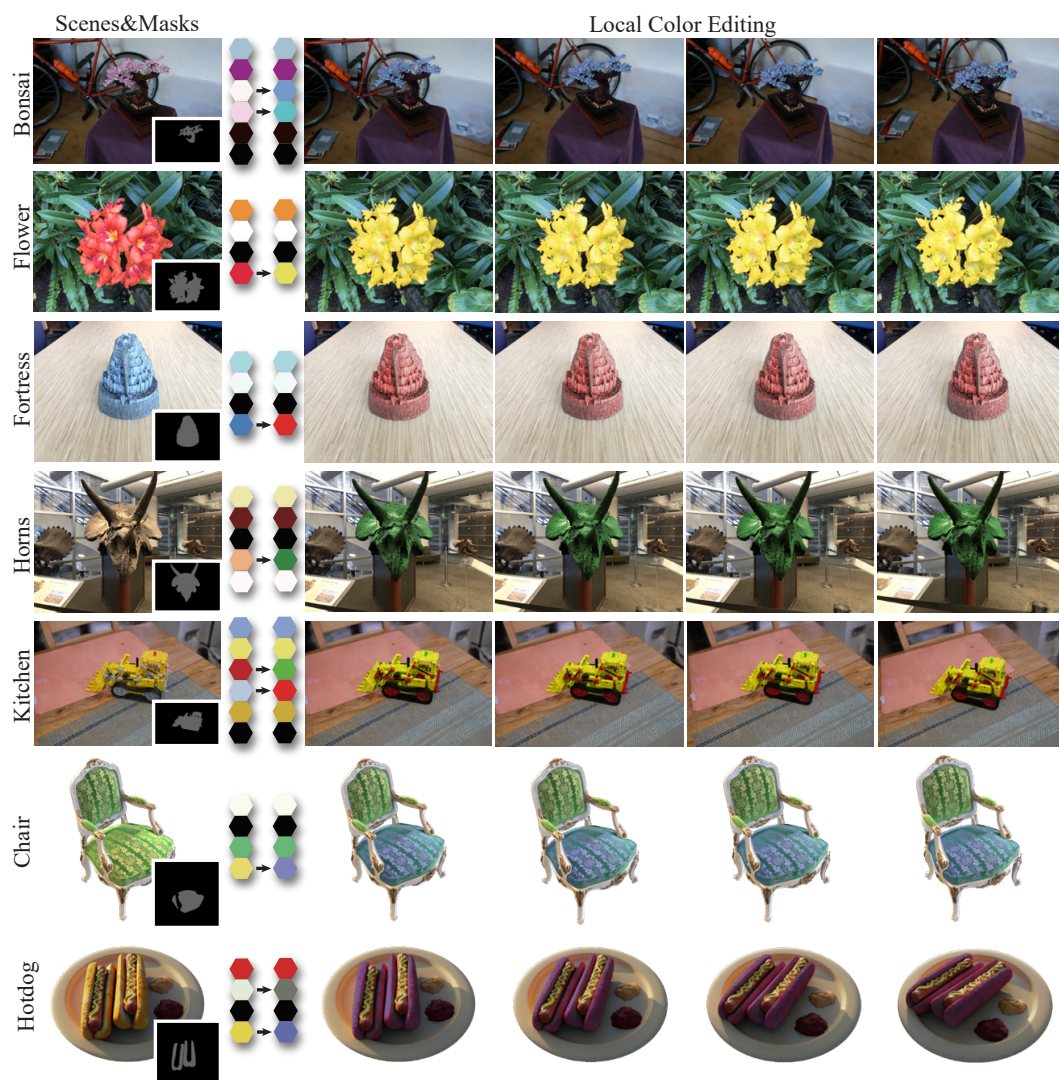 Scenes&Masks
Local Color Editing
Bonsai
Flower
Fortress
Horns
Kitchen
Chair
Hotdog